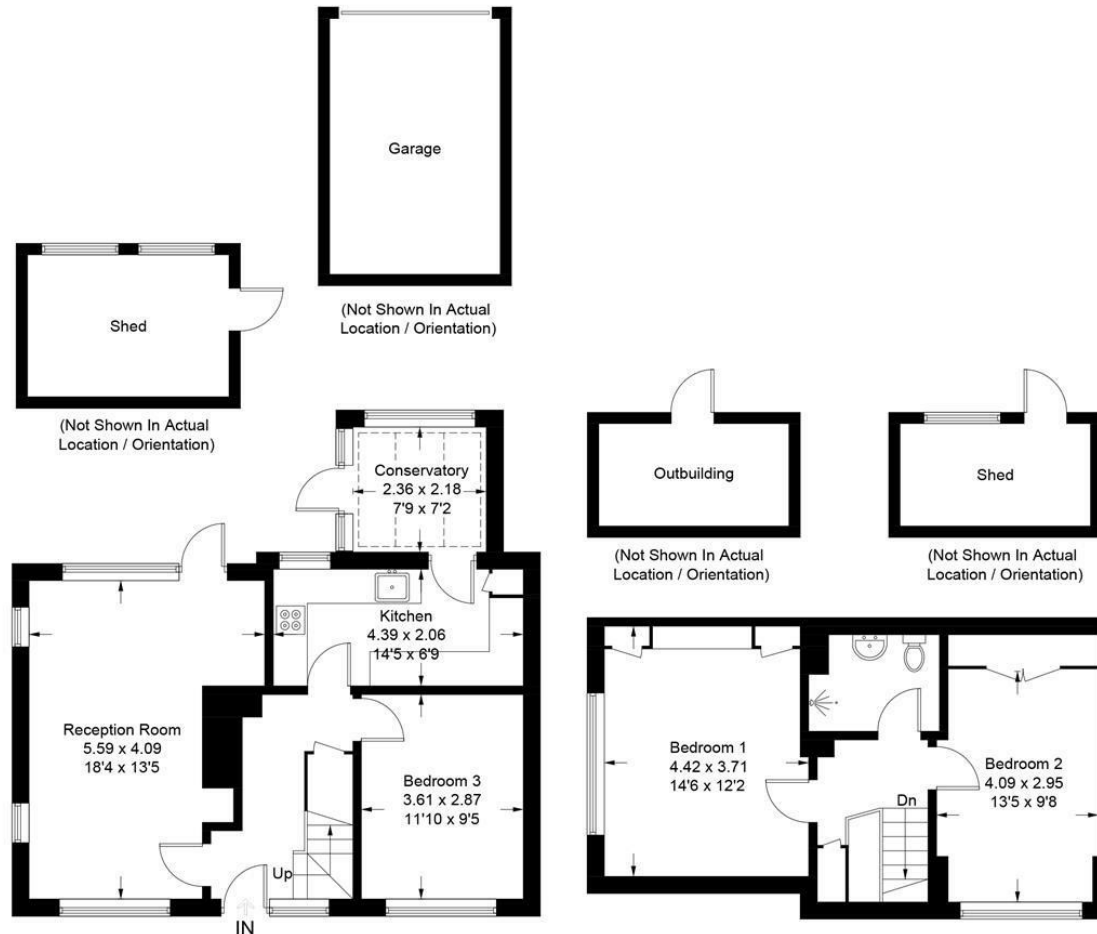 Garage
(Not Shown In Actual
Location / Orientation)
Shed
(Not Shown In Actual
Location / Orientation)
Conservatory
2.36 x 2.18
7'9 x 7'2
Kitchen
4.39 x 2.06
14'5 x 6'9
Reception Room
5.59 x 4.09
18'4 x 13'5
Bedroom 3
3.61 x 2.87
11'10 x 9'5
Up
IN
Outbuilding
(Not Shown In Actual
Location / Orientation)
Shed
(Not Shown In Actual
Location / Orientation)
Bedroom 1
4.42 x 3.71
14'6 x 12'2
Bedroom 2
4.09 x 2.95
13'5 x 9'8
Dn